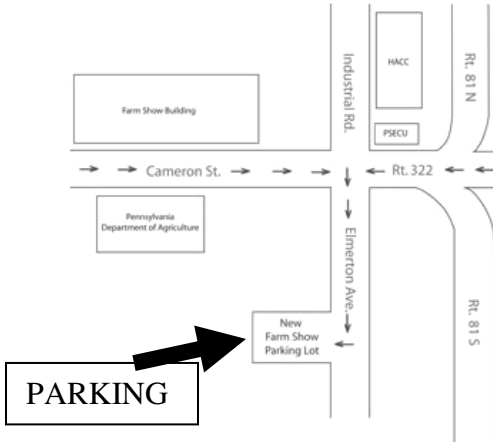 HACC
Industrial Rd.
Rt. 81 N
Farm Show Building
PSECU
Cameron St.
Rt. 322
Pennsylvania
Department of Agriculture
Elmerton Ave.
New
Farm Show
Parking Lot
Rt. 81 S
PARKING